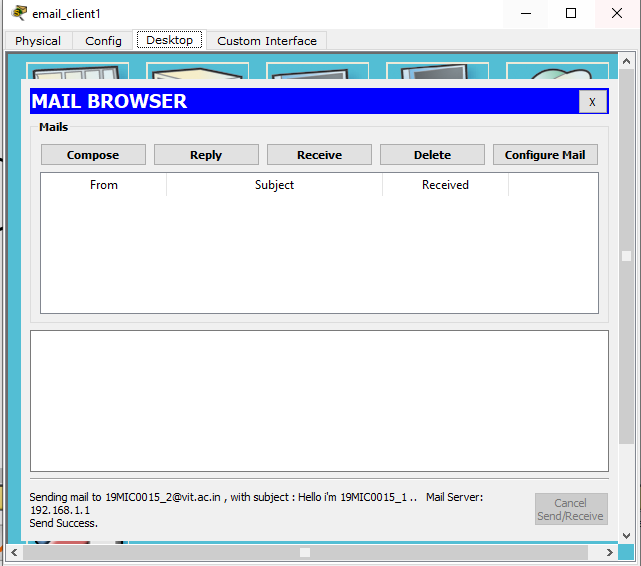 email_client1
Physical Config Desktop Custom Interface
MAIL BROWSER X
Mails
Compose Reply Receive Delete Configure Mail
From Subject Received
Sending mail to 19MIC0015_2@vit.ac.in , with subject : Hello i'm 19MIC0015_1 .. Mail Server:
192.168.1.1
Send Success.
Cancel
Send/Receive